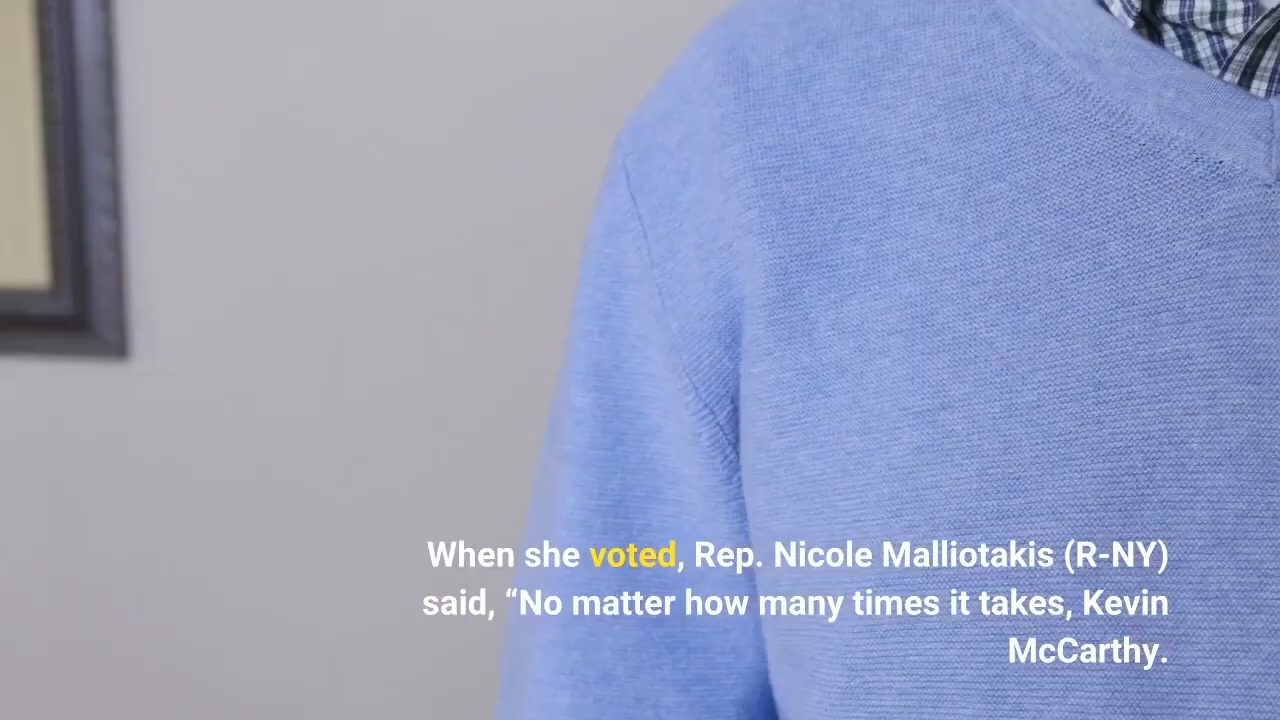 When she voted, Rep. Nicole Malliotakis (R-NY)
said, “No matter how many times it takes, Kevin
McCarthy.